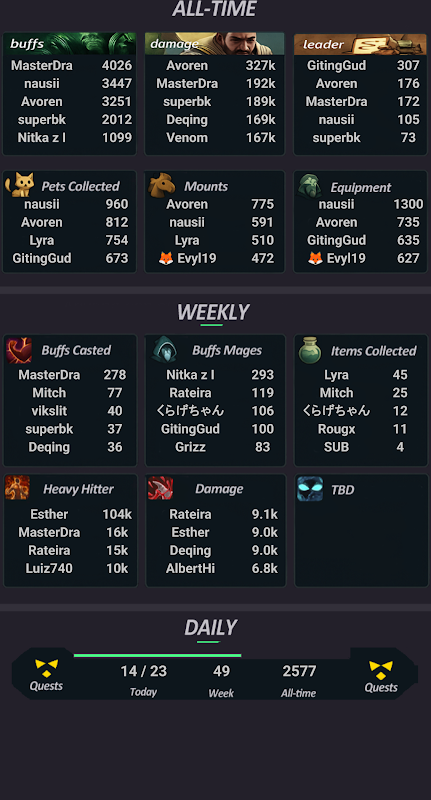 ALL-TIME
buffs damage leader
MasterDra 4026 Avoren 327k GitingGud 307
nausii 3447 MasterDra 192k Avoren 176
Avoren 3251 superbk 189k MasterDra 172
superbk 2012 Deqing 169k nausii 105
Nitka z l 1099 Venom 167k superbk 73
Pets Collected Mounts Equipment
nausii 960 Avoren 775 nausii 1300
Avoren 812 nausii 591 Avoren 735
Lyra 754 Lyra 510 GitingGud 635
GitingGud 673 🦊 Evyl19 472 🦊 Evyl19 627
WEEKLY
Buffs Casted Buffs Mages Items Collected
MasterDra 278 Nitka z l 293 Lyra 45
Mitch 77 Rateira 119 Mitch 25
vikslit 40 くらげちゃん 106 くらげちゃん 12
superbk 37 GitingGud 100 Rougx 11
Deqing 36 Grizz 83 SUB 4
Heavy Hitter Damage TBD
Esther 104k Rateira 9.1k
MasterDra 16k Esther 9.0k
Rateira 15k Deqing 9.0k
Luiz740 10k AlbertHi 6.8k
DAILY
14 / 23 49 2577
Quests Today Week All-time Quests